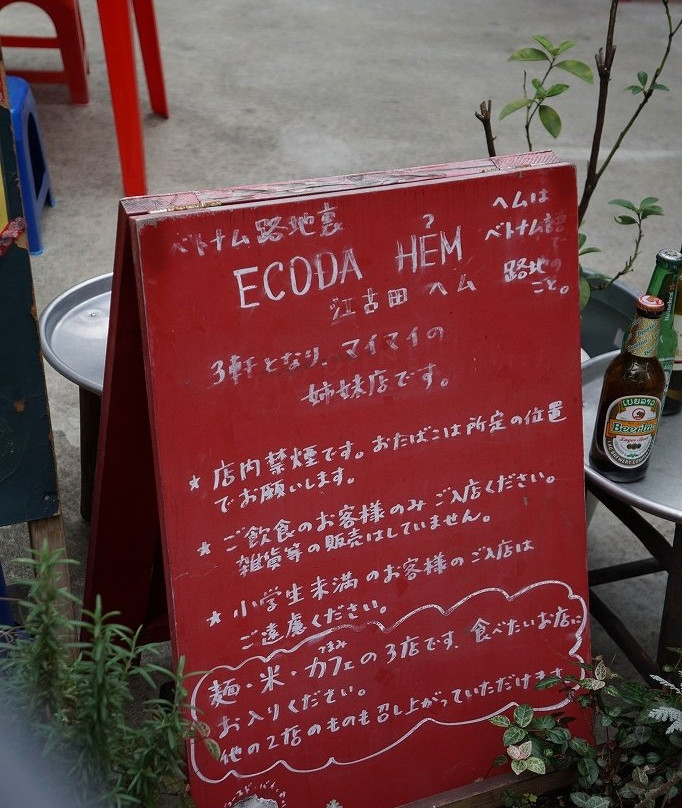 ベトナム路地裏
ECODA HẺM
江古田 ヘム
ヘムは
ベトナム語で
路地の
こと。
3軒となり、マイマイの
姉妹店です。
★ 店内禁煙です。おたばこは所定の位置
でお願いします。
★ ご飲食のお客様のみ ご入店ください。
雑貨等の販売はしていません。
★ 小学生未満のお客様のご入店は
ご遠慮ください。
麺・米・カフェの3店です、食べたいお店に
お入りください。
他の2店のものも召し上がっていただけます
Beerlao
Lager Beer